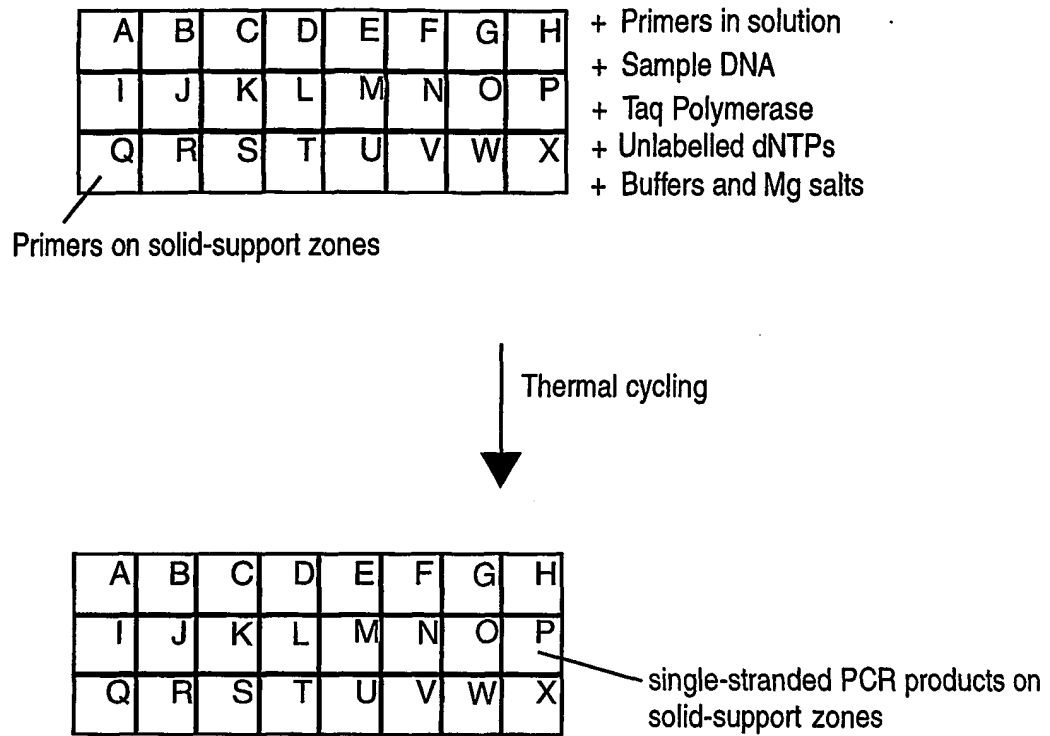 A B C D E F G H
+ Primers in solution
I J K L M N O P
+ Sample DNA
+ Taq Polymerase
Q R S T U V W X
+ Unlabelled dNTPs
+ Buffers and Mg salts
Primers on solid-support zones
Thermal cycling
A B C D E F G H
I J K L M N O P
Q R S T U V W X
single-stranded PCR products on
solid-support zones